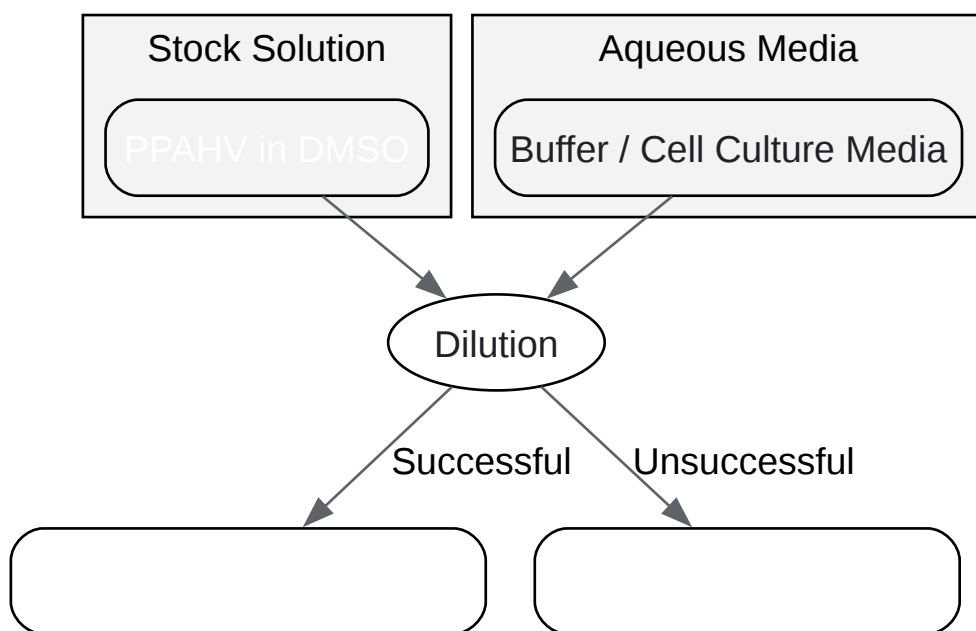 Stock Solution
Aqueous Media
PPAHV in DMSO
Buffer / Cell Culture Media
Dilution
Successful
Unsuccessful